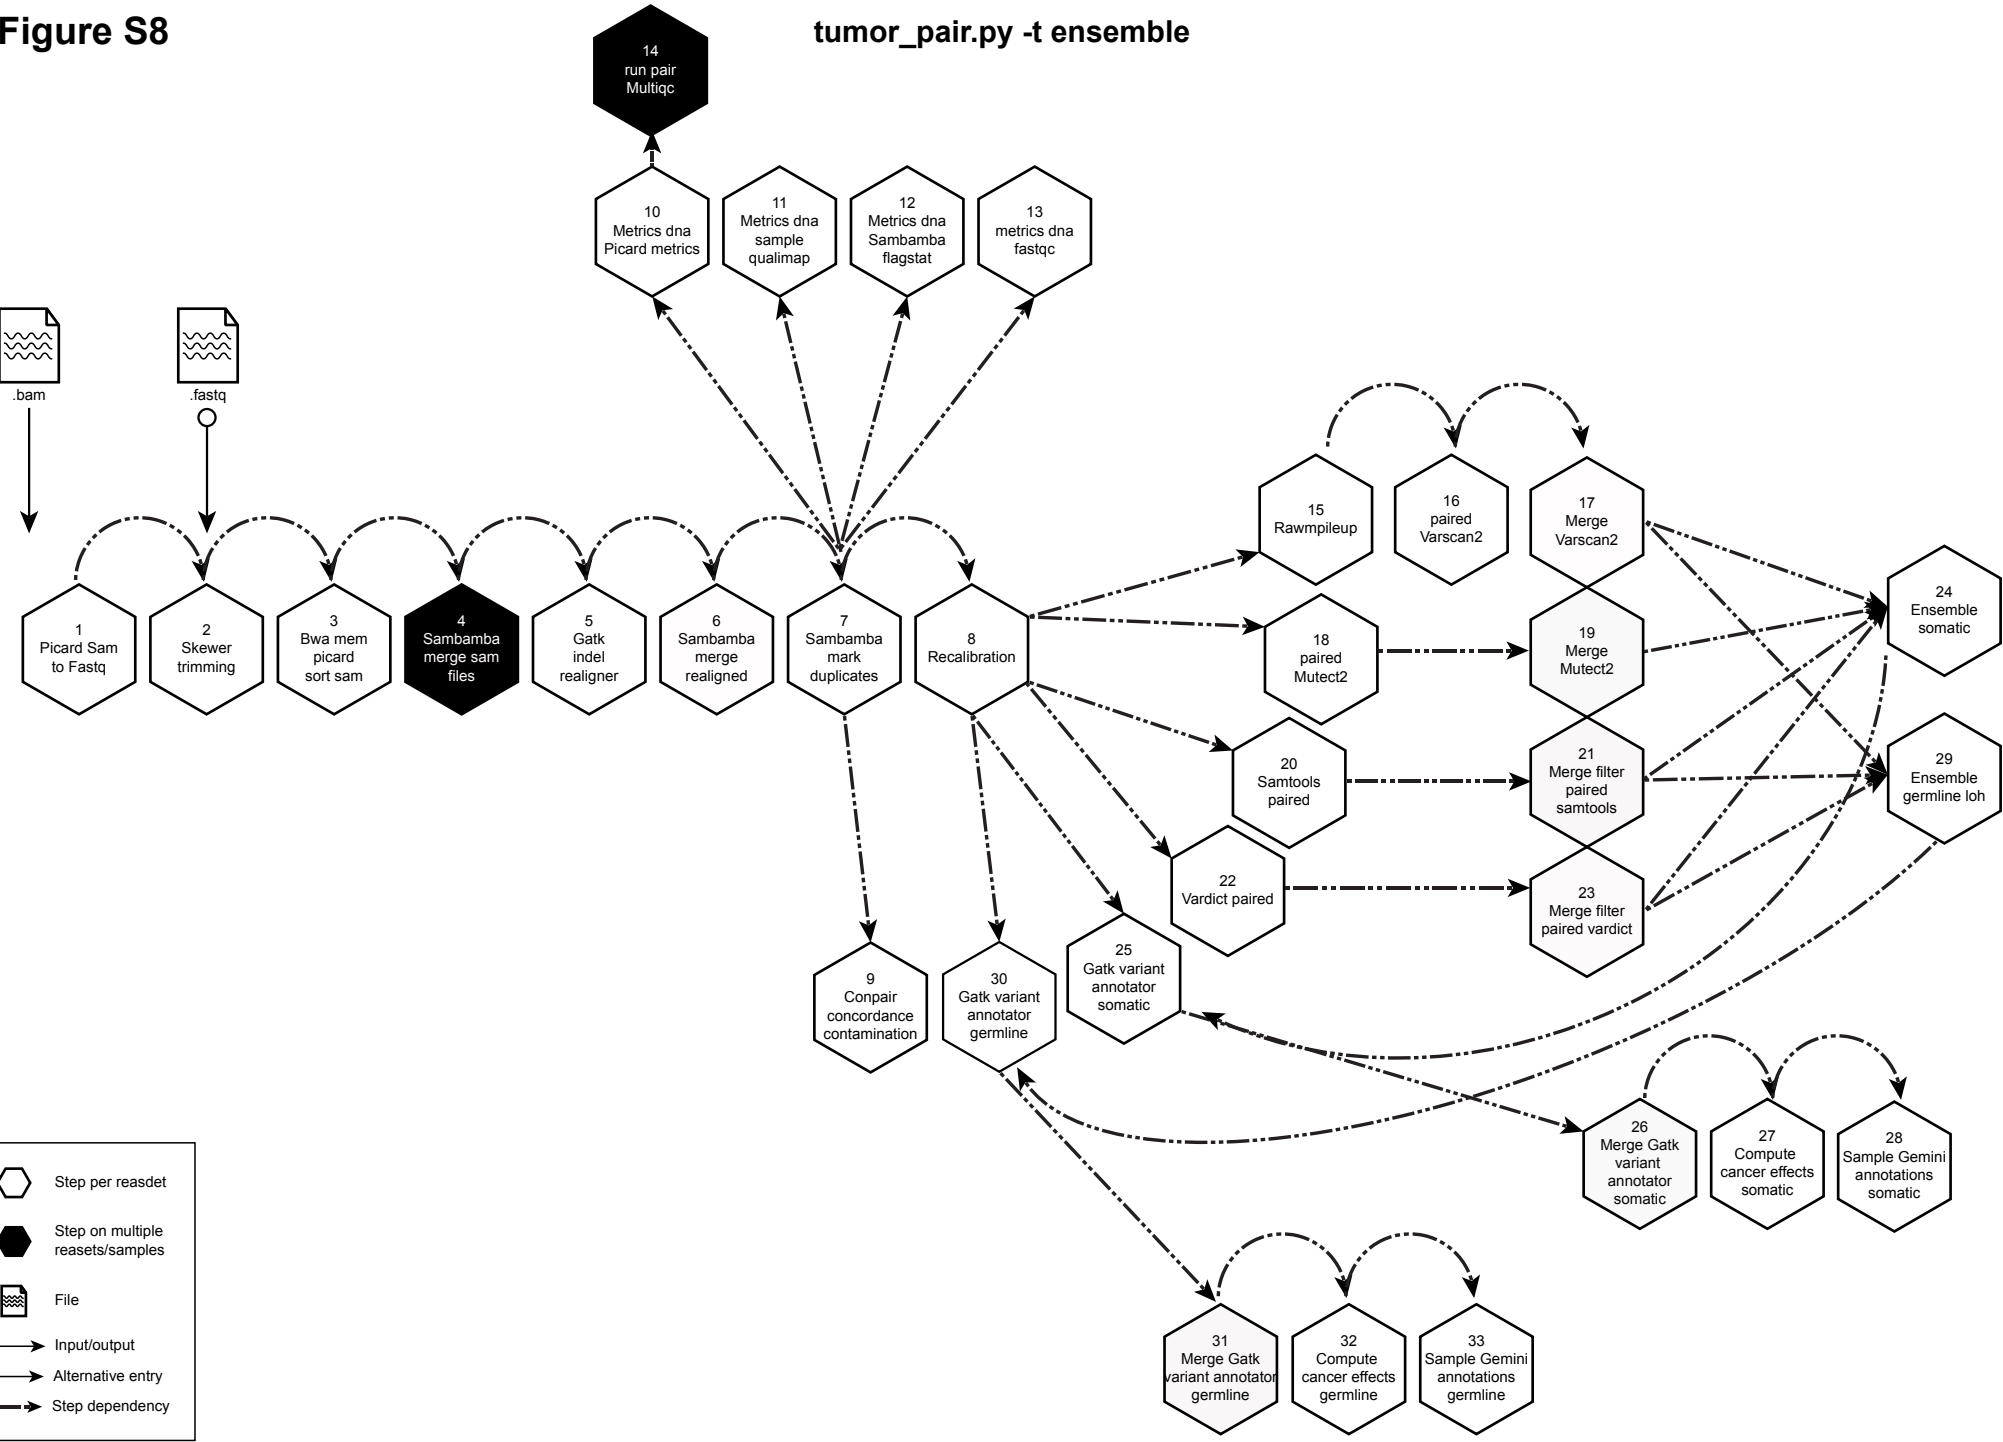 Figure S8
tumor_pair.py -t ensemble
14
run pair
Multiqc
10
Metrics dna
Picard metrics
11
Metrics dna
sample
qualimap
12
Metrics dna
Sambamba
flagstat
13
metrics dna
fastqc
.bam
.fastq
1
Picard Sam
to Fastq
2
Skewer
trimming
3
Bwa mem
picard
sort sam
4
Sambamba
merge sam
files
5
Gatk
indel
realigner
6
Sambamba
merge
realigned
7
Sambamba
mark
duplicates
8
Recalibration
15
Rawmpileup
16
paired
Varscan2
17
Merge
Varscan2
18
paired
Mutect2
19
Merge
Mutect2
20
Samtools
paired
21
Merge filter
paired
samtools
22
Vardict paired
23
Merge filter
paired vardict
24
Ensemble
somatic
29
Ensemble
germline loh
9
Conpair
concordance
contamination
30
Gatk variant
annotator
germline
25
Gatk variant
annotator
somatic
26
Merge Gatk
variant
annotator
somatic
27
Compute
cancer effects
somatic
28
Sample Gemini
annotations
somatic
31
Merge Gatk
variant annotator
germline
32
Compute
cancer effects
germline
33
Sample Gemini
annotations
germline
Step per reasdet
Step on multiple
reasets/samples
File
Input/output
Alternative entry
Step dependency